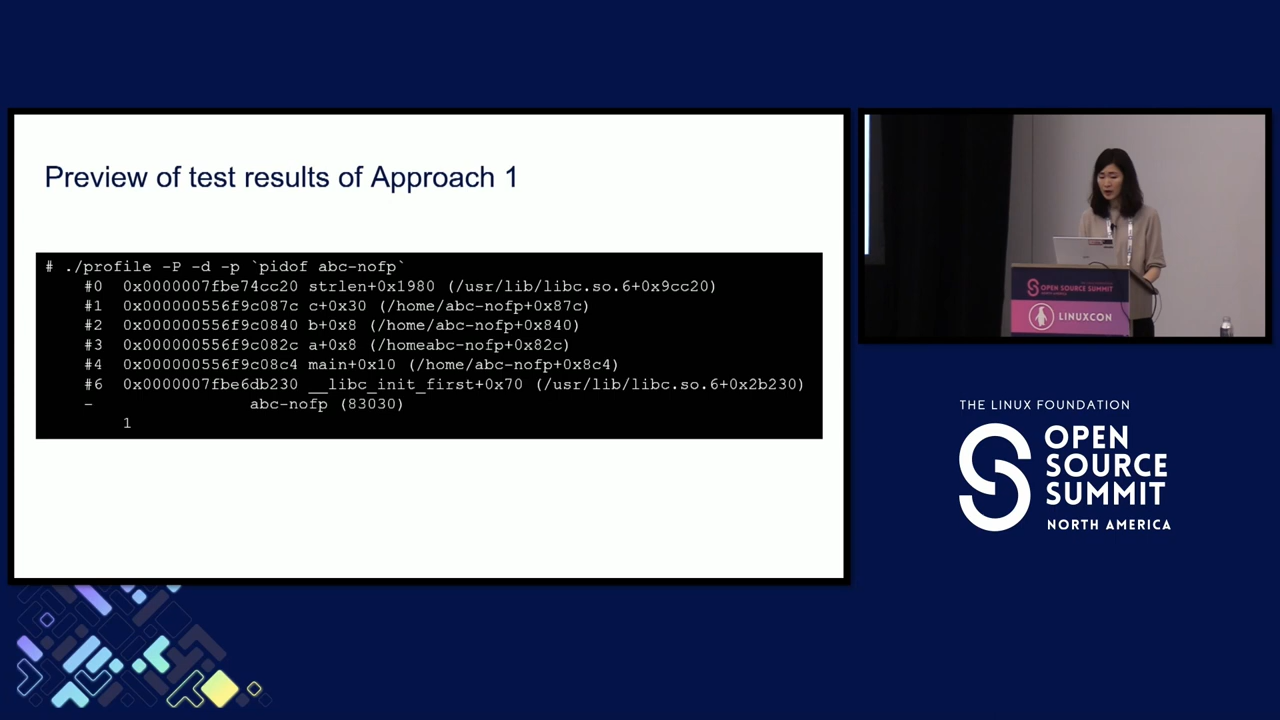 Preview of test results of Approach 1
# ./profile -P -d -p `pidof abc-nofp`
#0 0x0000007fbe74cc20 strlen+0x1980 (/usr/lib/libc.so.6+0x9cc20)
#1 0x000000556f9c087c c+0x30 (/home/abc-nofp+0x87c)
#2 0x000000556f9c0840 b+0x8 (/home/abc-nofp+0x840)
#3 0x000000556f9c082c a+0x8 (/homeabc-nofp+0x82c)
#4 0x000000556f9c08c4 main+0x10 (/home/abc-nofp+0x8c4)
#6 0x0000007fbe6db230 __libc_init_first+0x70 (/usr/lib/libc.so.6+0x2b230)
- abc-nofp (83030)
1
OPEN SOURCE SUMMIT
LINUXCON
THE LINUX FOUNDATION
OPEN
SOURCE
SUMMIT
NORTH AMERICA